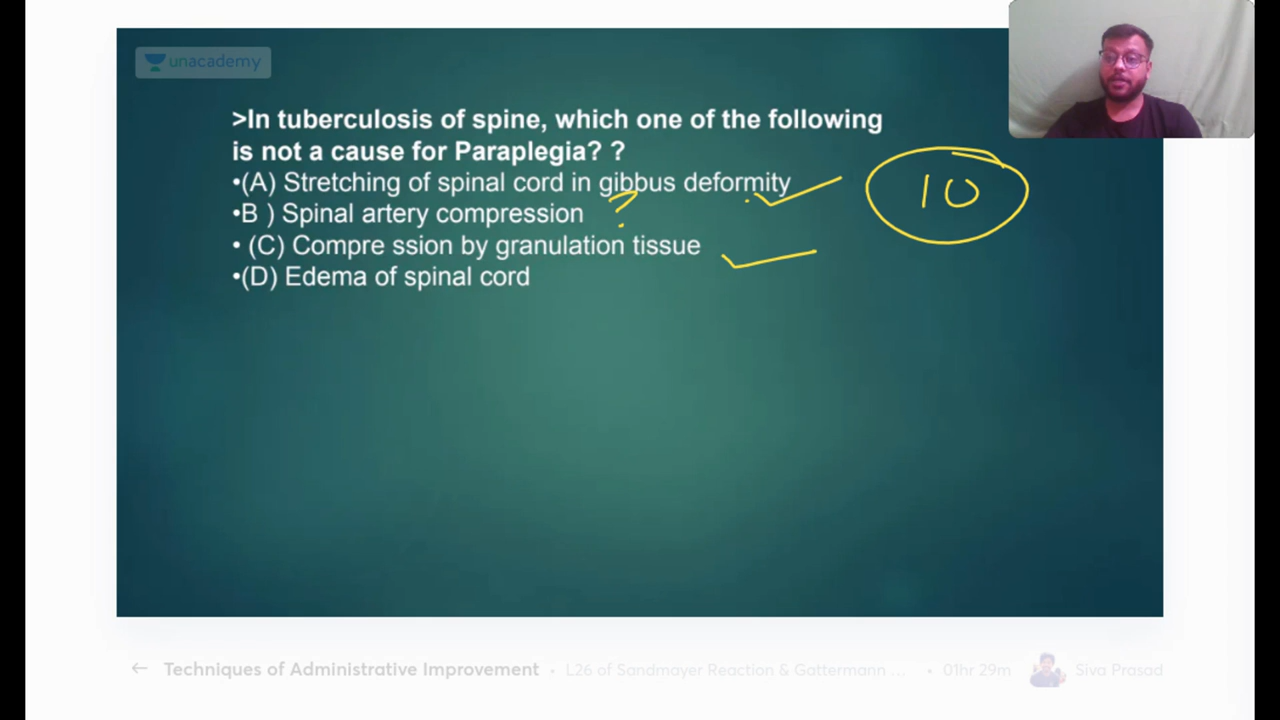 unacademy
>In tuberculosis of spine, which one of the following
is not a cause for Paraplegia? ?
•(A) Stretching of spinal cord in gibbus deformity
•B ) Spinal artery compression ?
• (C) Compre ssion by granulation tissue
•(D) Edema of spinal cord
10
← Techniques of Administrative Improvement • L26 of Sandmayer Reaction & Gattermann ... • 01hr 29m Siva Prasad